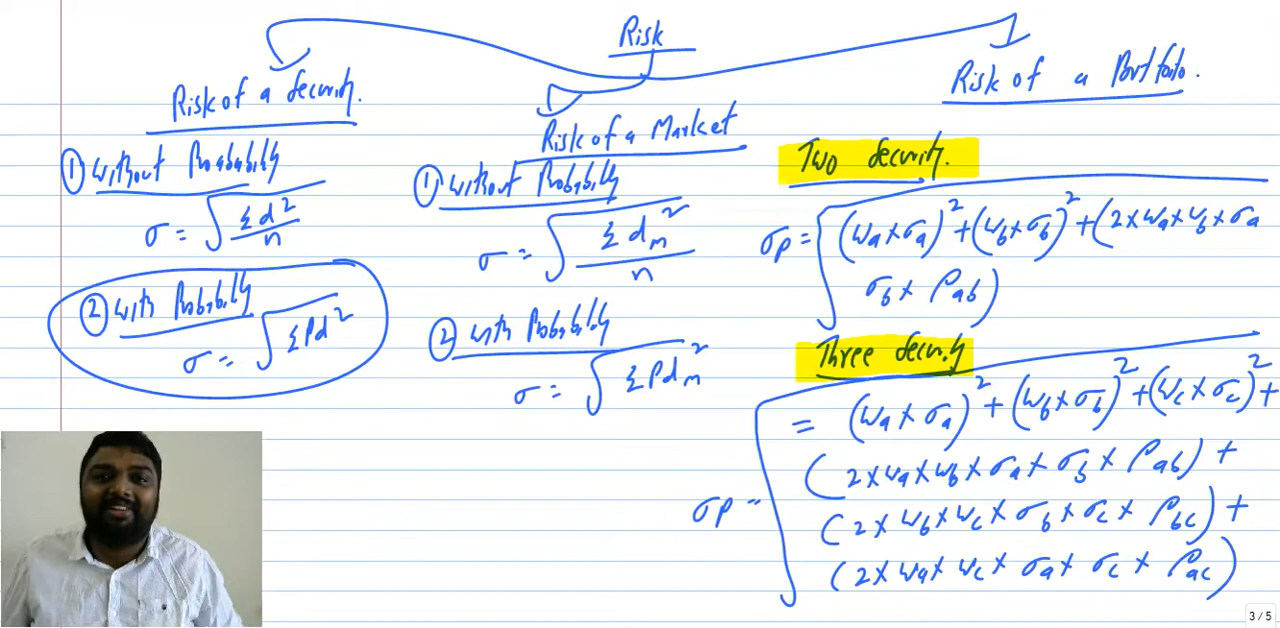 Risk
Risk of a Security.
① without Probability
σ = √(Σd²/n)
② with Probability
σ = √ΣPd²
Risk of a Market
① without Probability
σ = √(Σdm²/n)
② with Probability
σ = √ΣPdm²
Risk of a Portfolio.
Two Security.
σp = √(wa×σa)²+(wb×σb)²+(2×wa×wb×σa
σb × ρab)
Three Security
= (wa×σa)²+(wb×σb)²+(wc×σc)²+
(2×wa×wb×σa×σb×ρab)+
σp = (2×wb×wc×σb×σc×ρbc)+
(2×wa×wc×σa×σc×ρac)
3 / 5